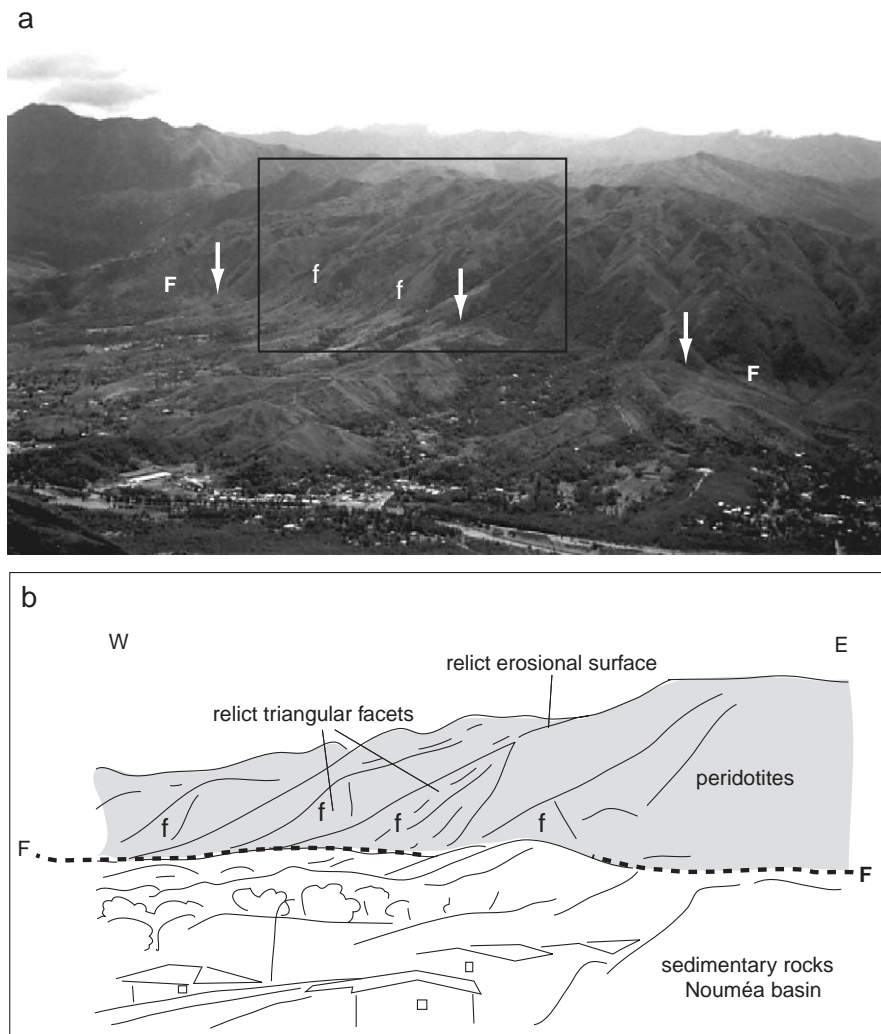 a
F
f
f
F
b
W
E
relict erosional surface
relict triangular facets
peridotites
f
f
f
f
F
F
sedimentary rocks
Nouméa basin